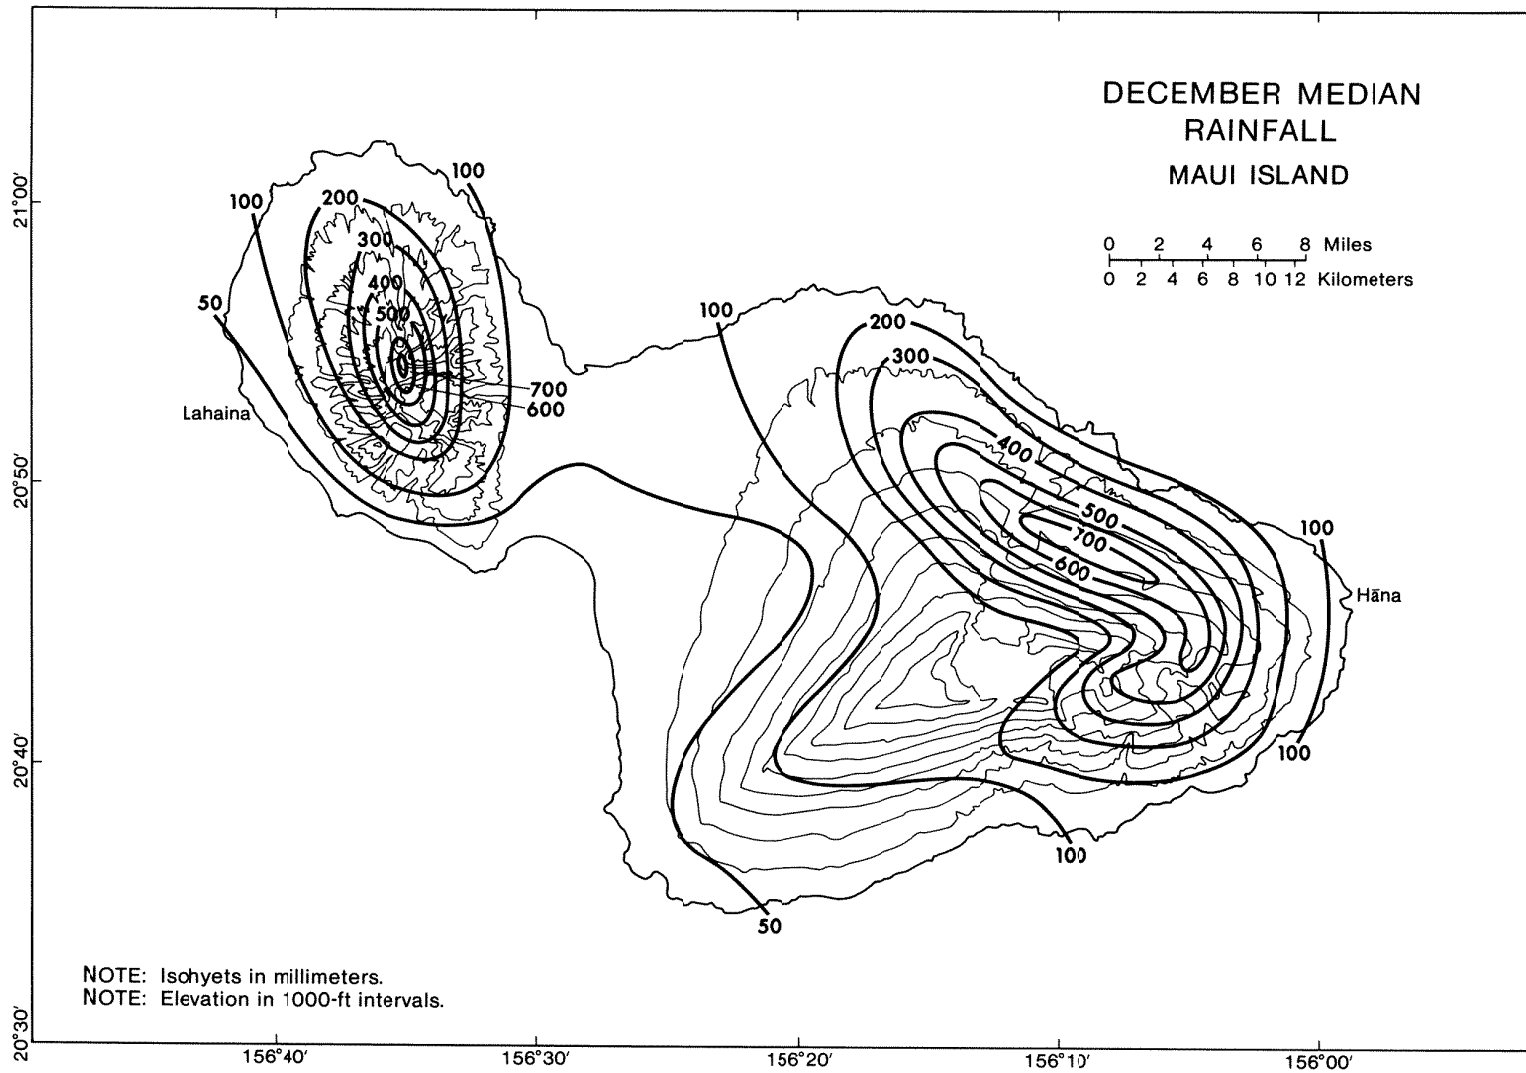 DECEMBER MEDIAN
RAINFALL
MAUI ISLAND
0 2 4 6 8 Miles
0 2 4 6 8 10 12 Kilometers
21°00'
20°50'
20°40'
20°30'
100
100
200
300
400
500
50
700
600
Lahaina
100
200
300
400
500
700
600
100
Hāna
100
100
50
NOTE: Isohyets in millimeters.
NOTE: Elevation in 1000-ft intervals.
156°40' 156°30' 156°20' 156°10' 156°00'